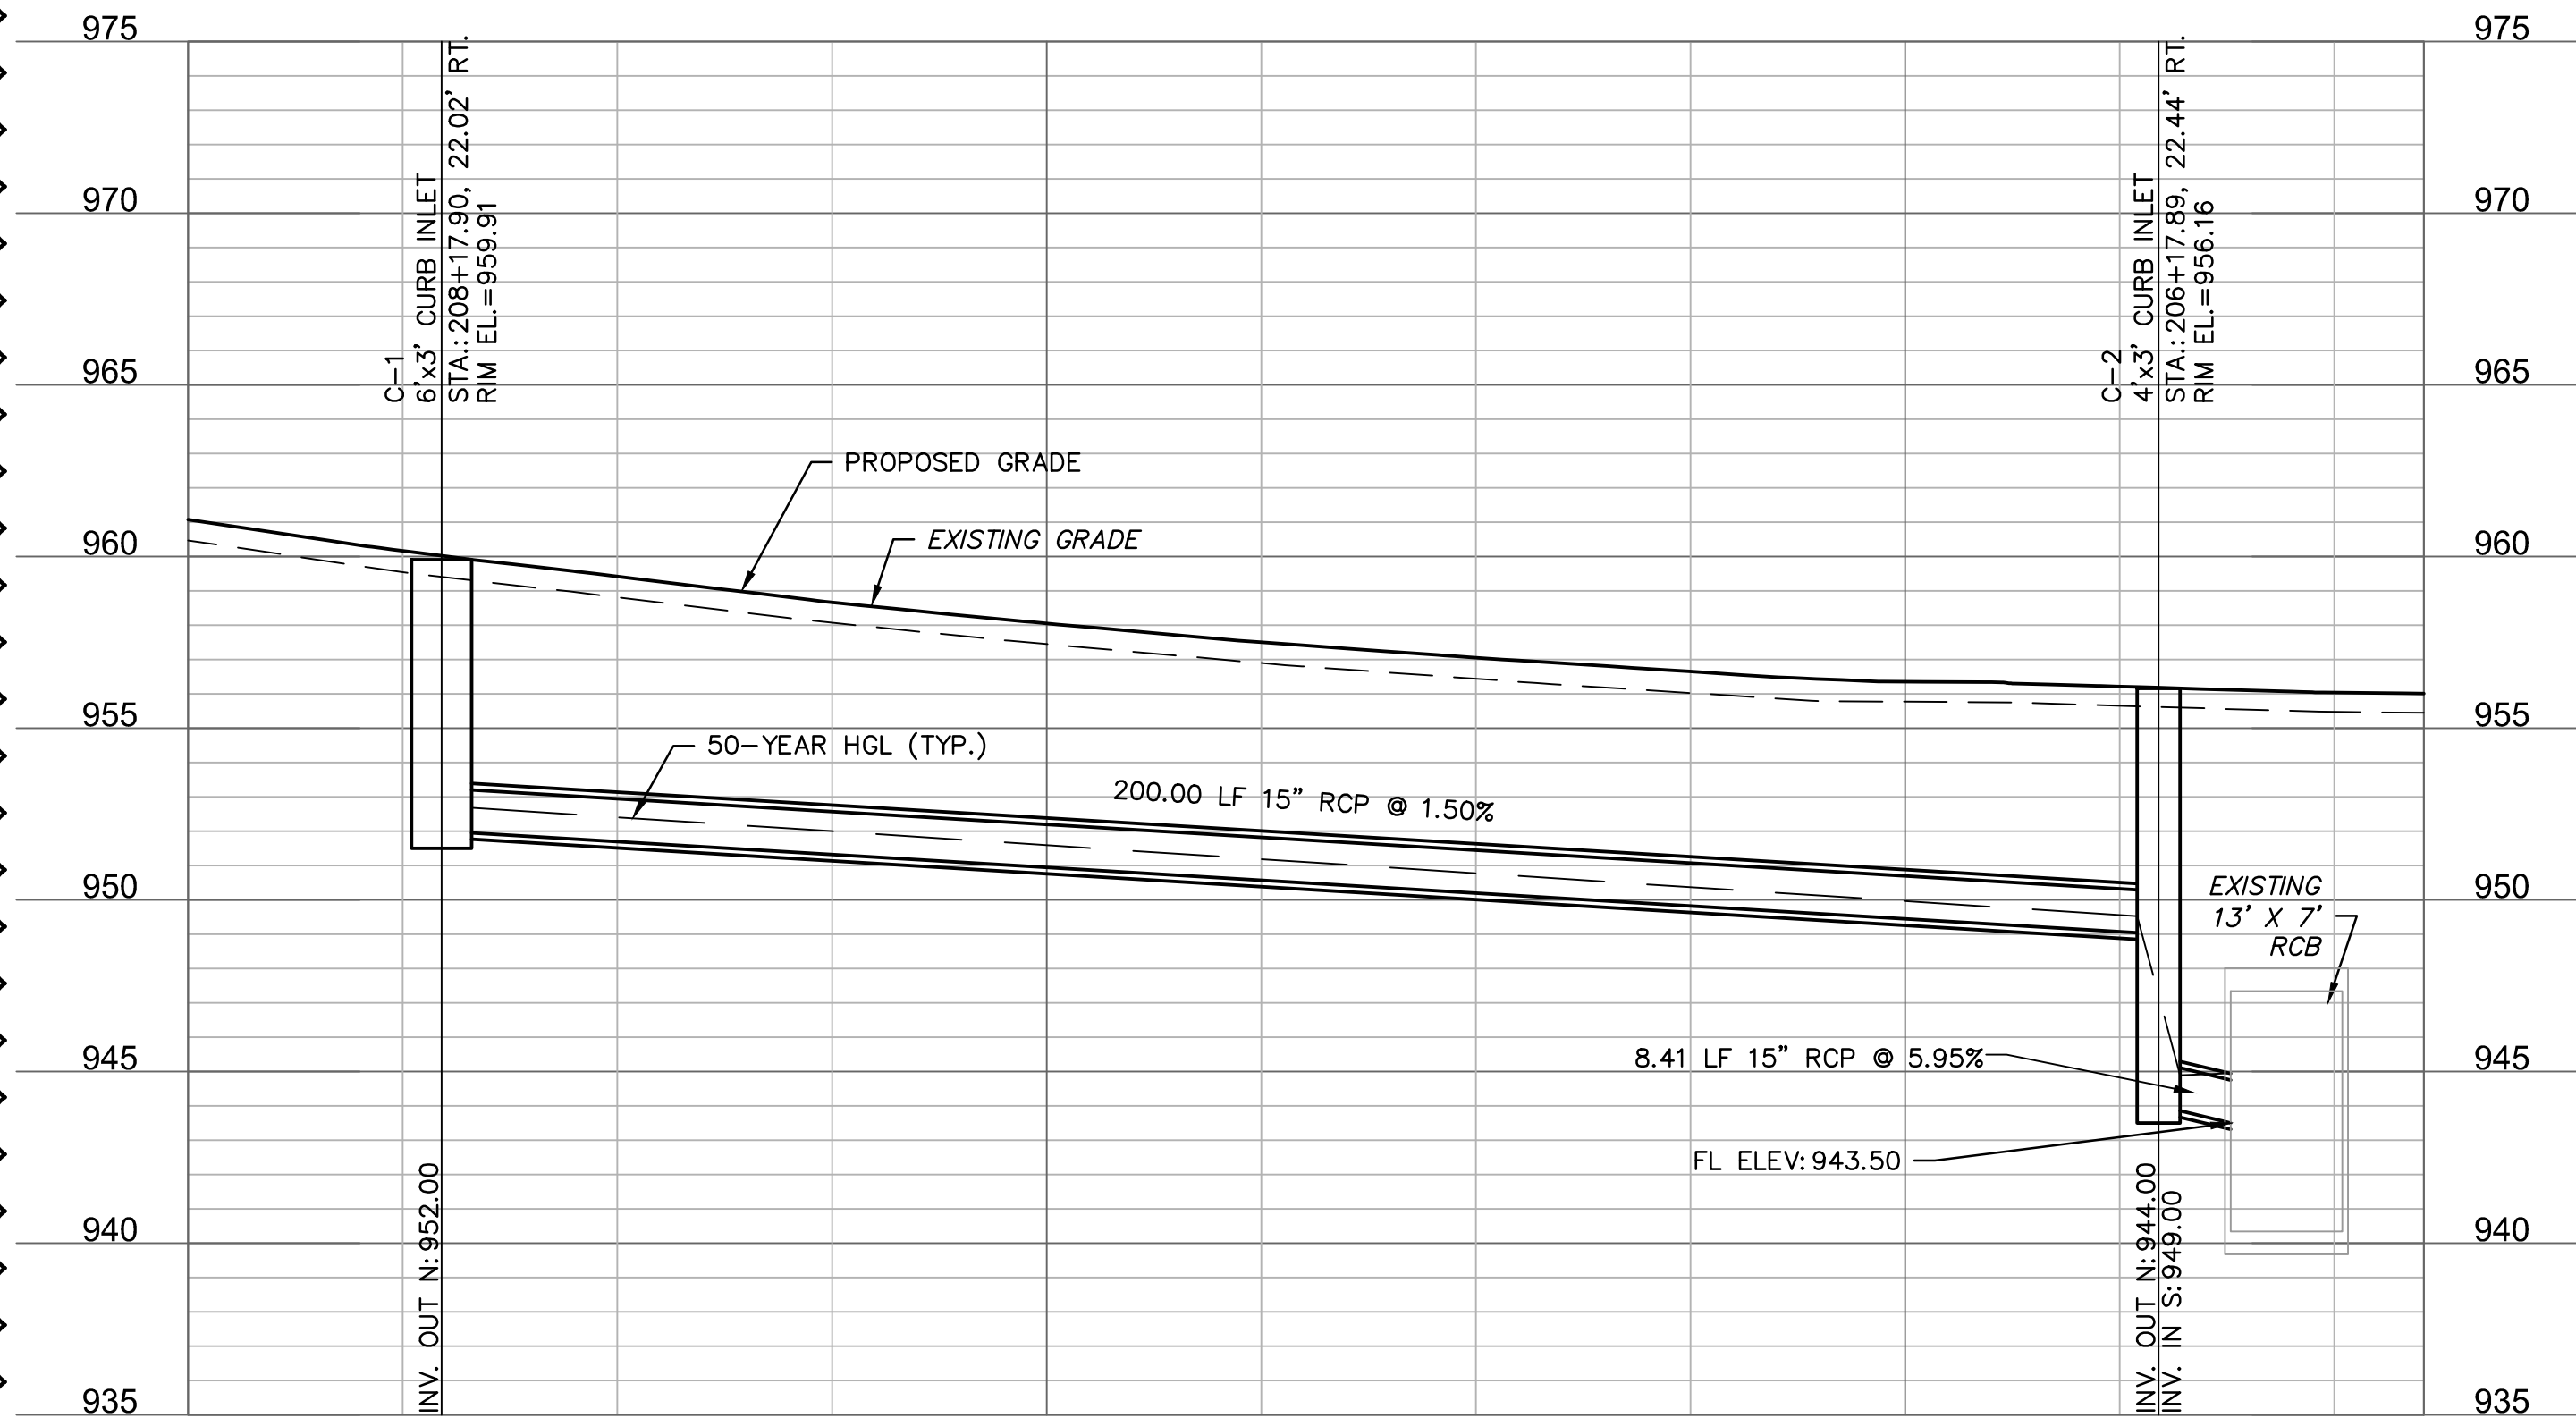 975
975
970
970
965
965
960
960
955
955
950
950
945
945
940
940
935
935
C-1
6'x3' CURB INLET
STA.:208+17.90, 22.02' RT.
RIM EL.=959.91
C-2
4'x3' CURB INLET
STA.:206+17.89, 22.44' RT.
RIM EL.=956.16
PROPOSED GRADE
EXISTING GRADE
50-YEAR HGL (TYP.)
200.00 LF 15" RCP @ 1.50%
EXISTING
13' X 7'
RCB
8.41 LF 15" RCP @ 5.95%
FL ELEV:943.50
INV. OUT N:952.00
INV. OUT N:944.00
INV. IN S:949.00